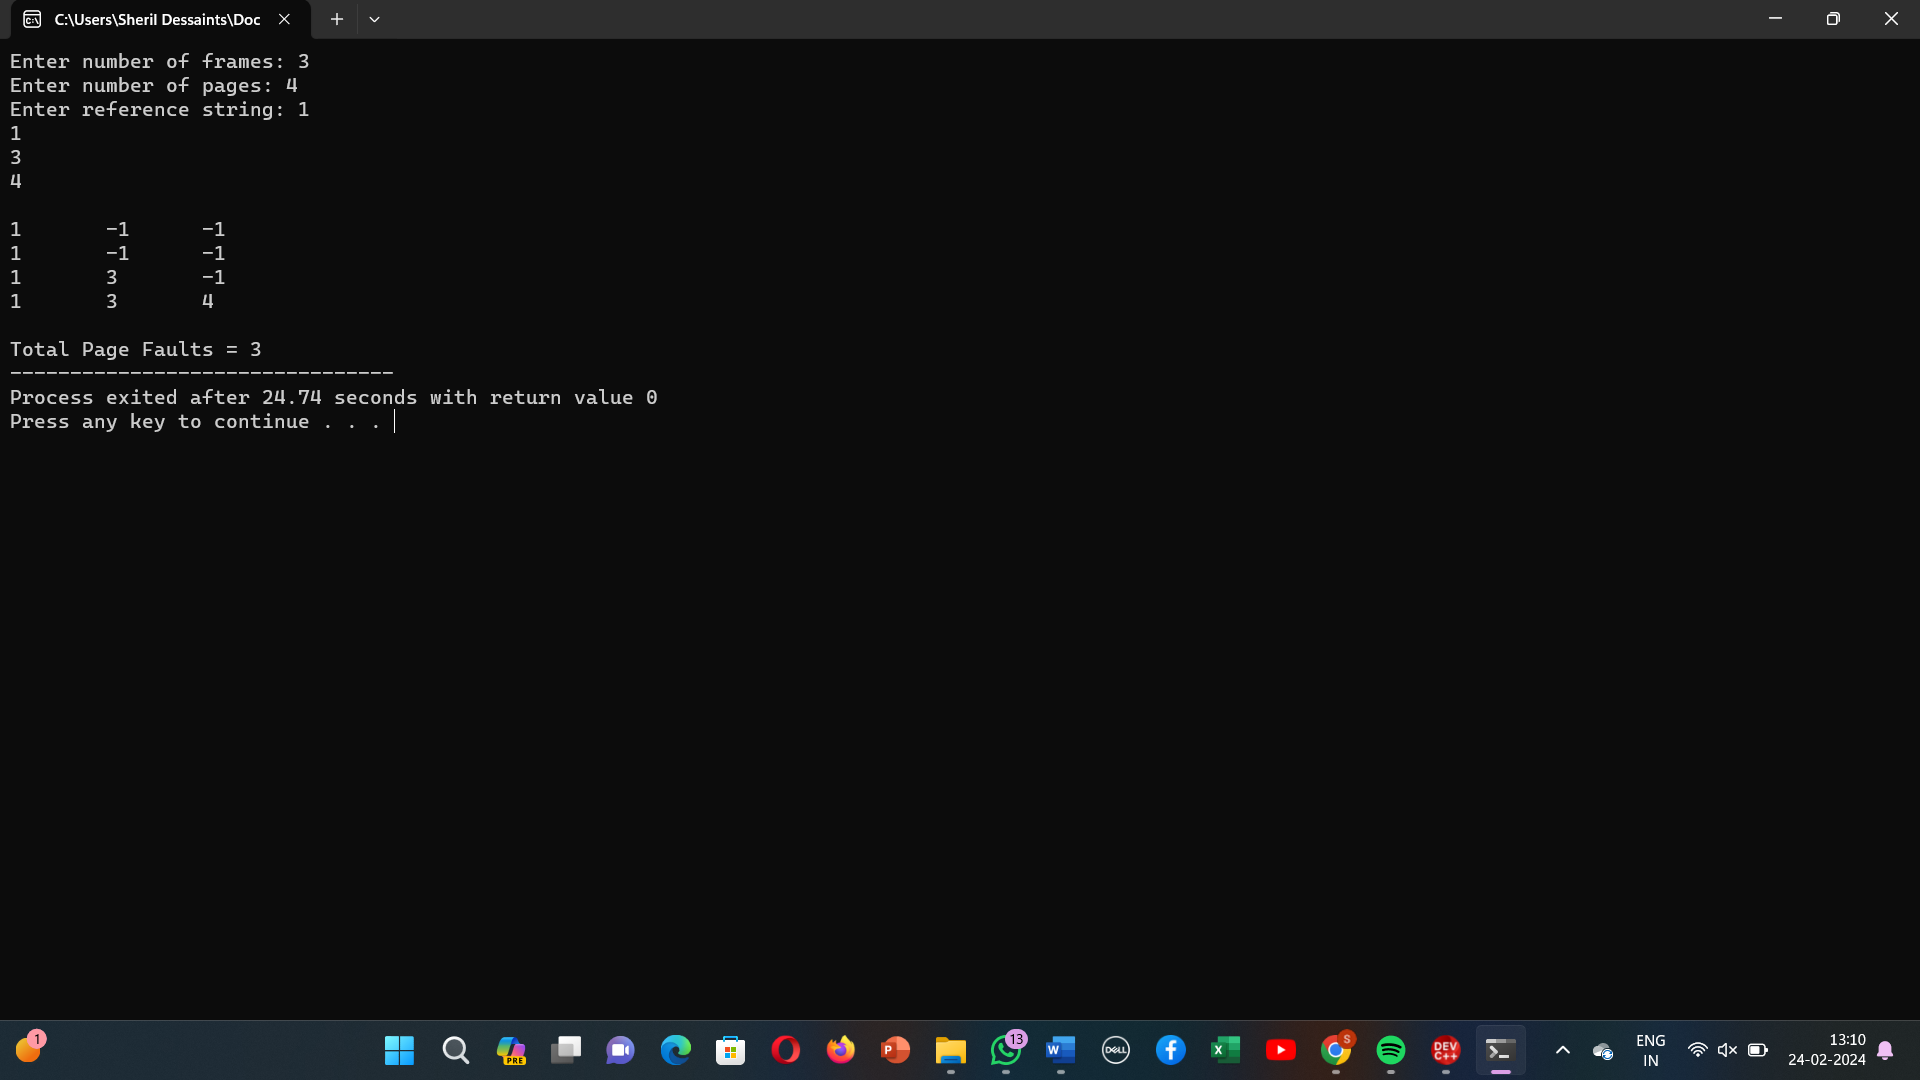 C:\Users\Sheril Dessaints\Doc
Enter number of frames: 3
Enter number of pages: 4
Enter reference string: 1
1
3
4
1 -1 -1
1 -1 -1
1 3 -1
1 3 4
Total Page Faults = 3
--------------------------------
Process exited after 24.74 seconds with return value 0
Press any key to continue . . .
1
PRE
P
13
W
DELL
X
S
DEV C++
ENG
IN
13:10
24-02-2024